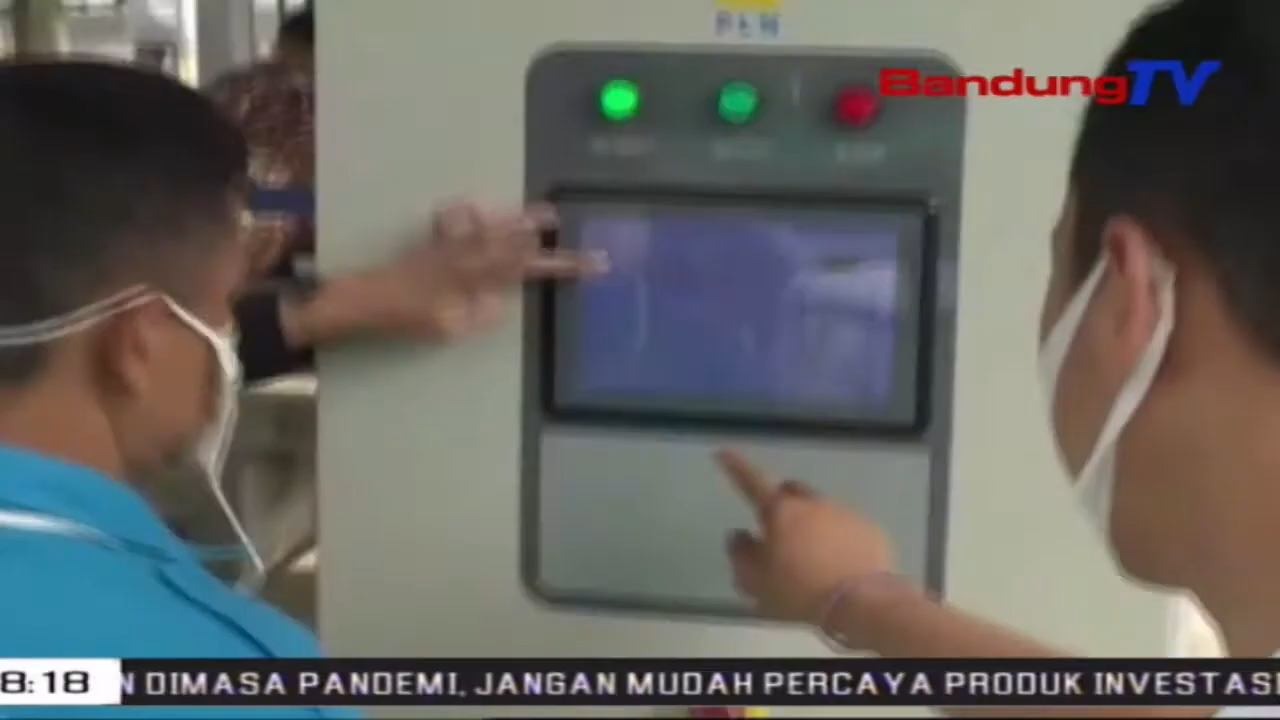 PLN
BandungTV
8:18
N DIMASA PANDEMI, JANGAN MUDAH PERCAYA PRODUK INVESTASI